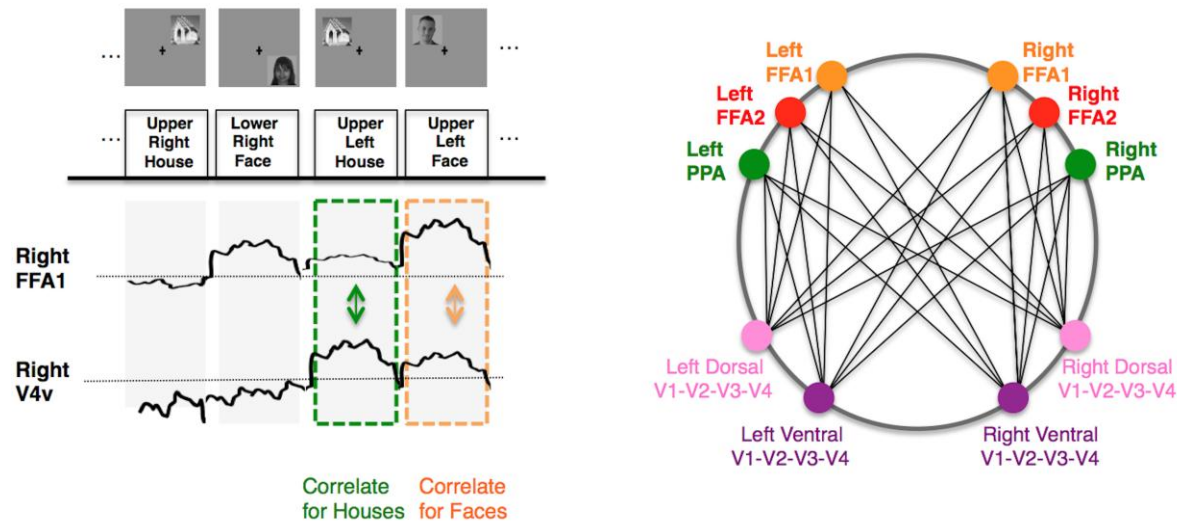 ... ...
... Upper
Right
House
Lower
Right
Face
Upper
Left
House
Upper
Left
Face ...
Right
FFA1
Right
V4v
Correlate
for Houses
Correlate
for Faces
Left
FFA1
Right
FFA1
Left
FFA2
Right
FFA2
Left
PPA
Right
PPA
Left Dorsal
V1-V2-V3-V4
Right Dorsal
V1-V2-V3-V4
Left Ventral
V1-V2-V3-V4
Right Ventral
V1-V2-V3-V4